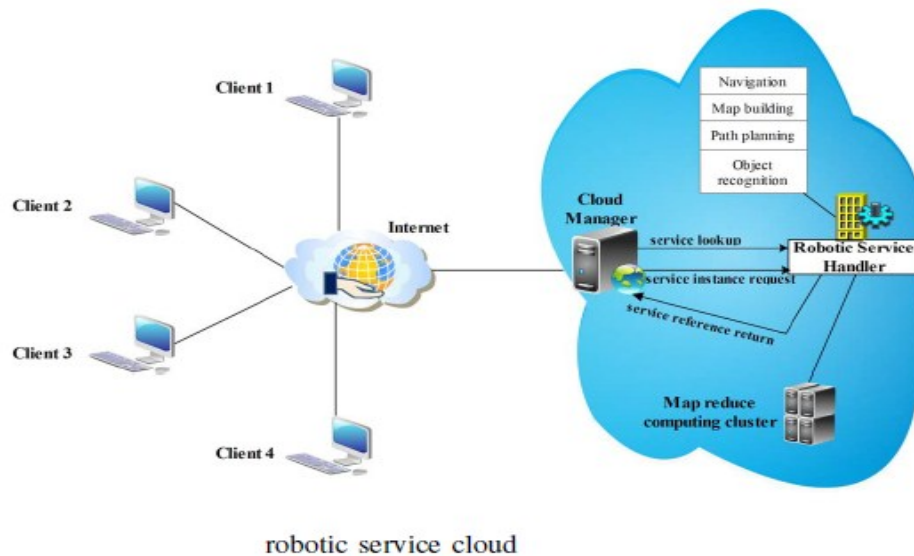 Client 1
Client 2
Client 3
Client 4
Internet
Cloud
Manager
Navigation
Map building
Path planning
Object
recognition
service lookup
service instance request
service reference return
Robotic Service
Handler
Map reduce
computing cluster
robotic service cloud